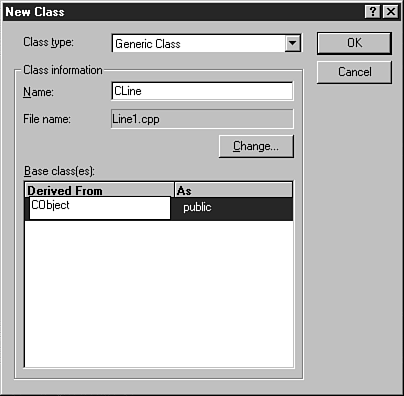 New Class
Class type: Generic Class
OK
Cancel
Class information
Name: CLine
File name: Line1.cpp
Change...
Base class(es):
Derived From As
CObject public